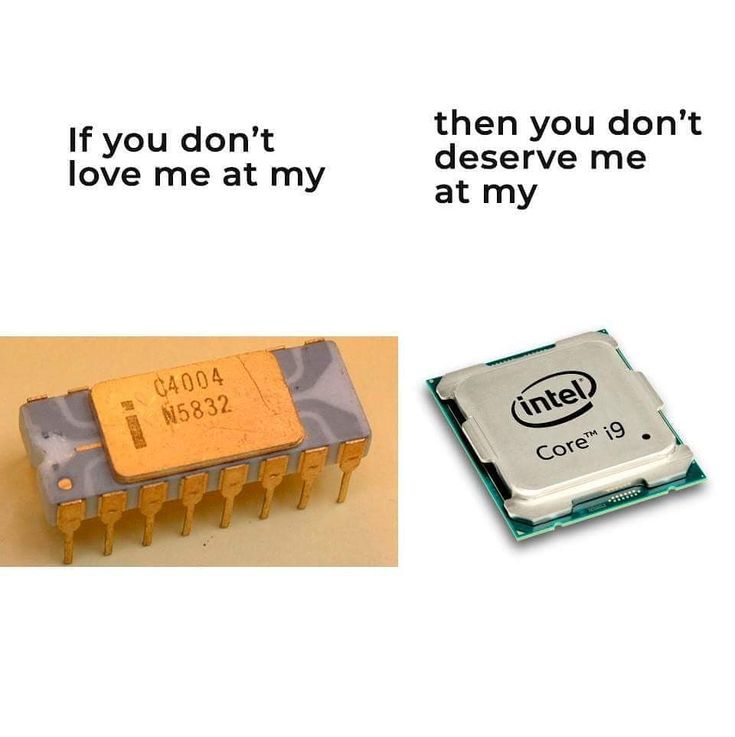 If you don't
love me at my
then you don't
deserve me
at my
C4004
N5832
intel
Core™ i9